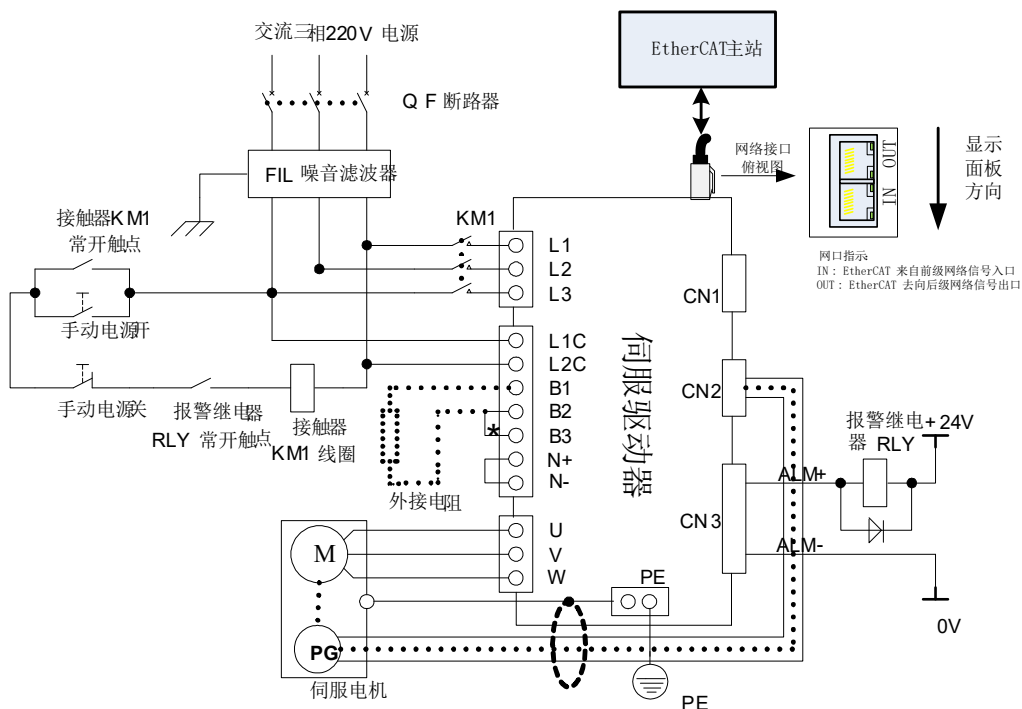 交流三相220V 电源
QF断路器
FIL 噪音滤波器
EtherCAT主站
网络接口
俯视图
OUT
IN
显示
面板
方向
网口指示
IN：EtherCAT 来自前级网络信号入口
OUT：EtherCAT 去向后级网络信号出口
接触器KM1
常开触点
手动电源开
手动电源关
报警继电器
RLY 常开触点
接触器
KM1 线圈
KM1
L1
L2
L3
L1C
L2C
B1
B2
*
B3
N+
N-
外接电阻
U
V
W
伺服驱动器
CN1
CN2
CN3
报警继电器 RLY
+24V
ALM+
ALM-
0V
M
PG
伺服电机
PE
PE